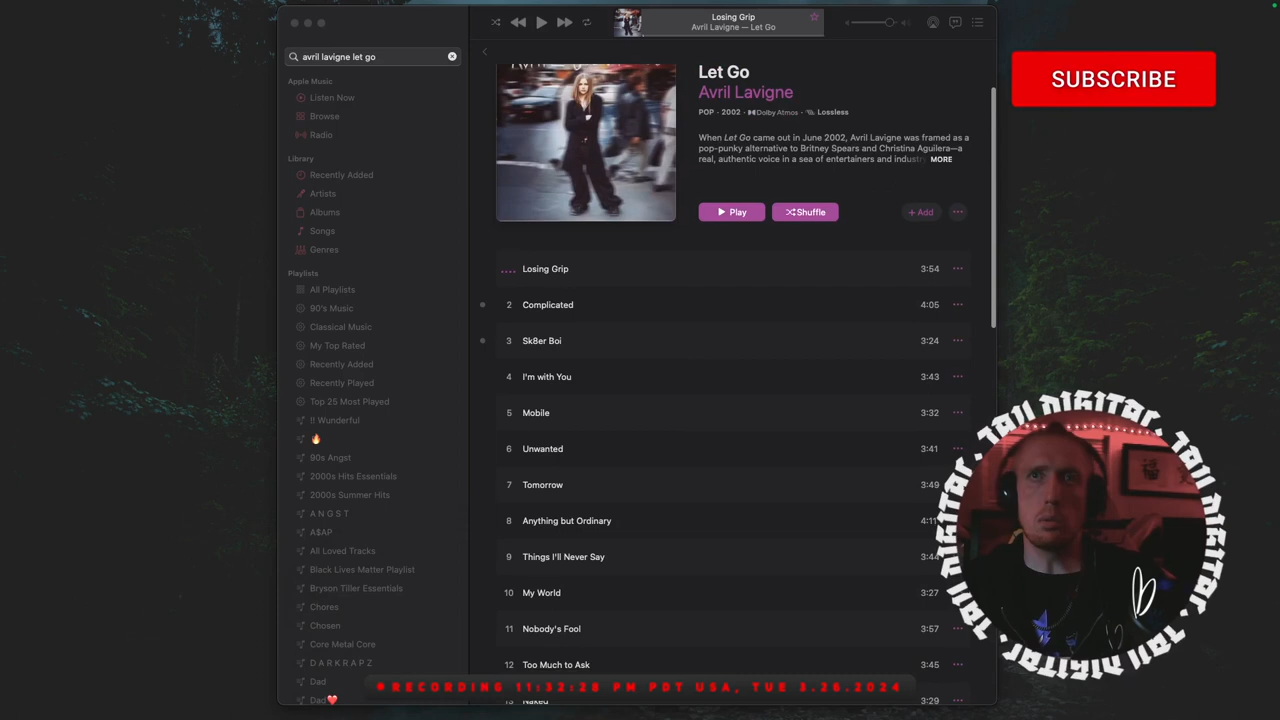 Losing Grip
Avril Lavigne — Let Go
avril lavigne let go
Apple Music
Listen Now
Browse
Radio
Library
Recently Added
Artists
Albums
Songs
Genres
Playlists
All Playlists
90's Music
Classical Music
My Top Rated
Recently Added
Recently Played
Top 25 Most Played
!! Wunderful
🔥
90s Angst
2000s Hits Essentials
2000s Summer Hits
A N G S T
A$AP
All Loved Tracks
Black Lives Matter Playlist
Bryson Tiller Essentials
Chores
Chosen
Core Metal Core
D A R K R A P Z
Dad
Dad❤️
Let Go
Avril Lavigne
POP · 2002 · Dolby Atmos · Lossless
When Let Go came out in June 2002, Avril Lavigne was framed as a
pop-punky alternative to Britney Spears and Christina Aguilera—a
real, authentic voice in a sea of entertainers and industry MORE
Play
Shuffle
+ Add
Losing Grip 3:54
2 Complicated 4:05
3 Sk8er Boi 3:24
4 I'm with You 3:43
5 Mobile 3:32
6 Unwanted 3:41
7 Tomorrow 3:49
8 Anything but Ordinary 4:11
9 Things I'll Never Say 3:44
10 My World 3:27
11 Nobody's Fool 3:57
12 Too Much to Ask 3:45
13 Naked 3:29
SUBSCRIBE
RECORDING 11:32:28 PM PDT USA, TUE 3.26.2024